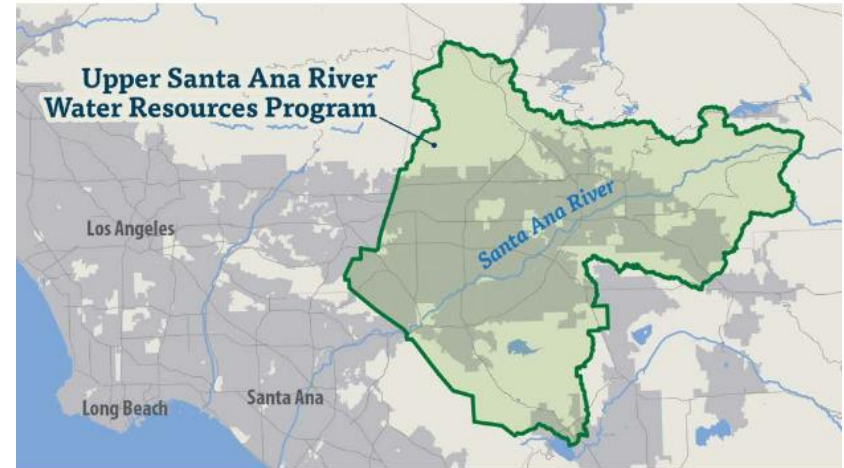 Upper Santa Ana River
Water Resources Program
Santa Ana River
Los Angeles
Long Beach
Santa Ana